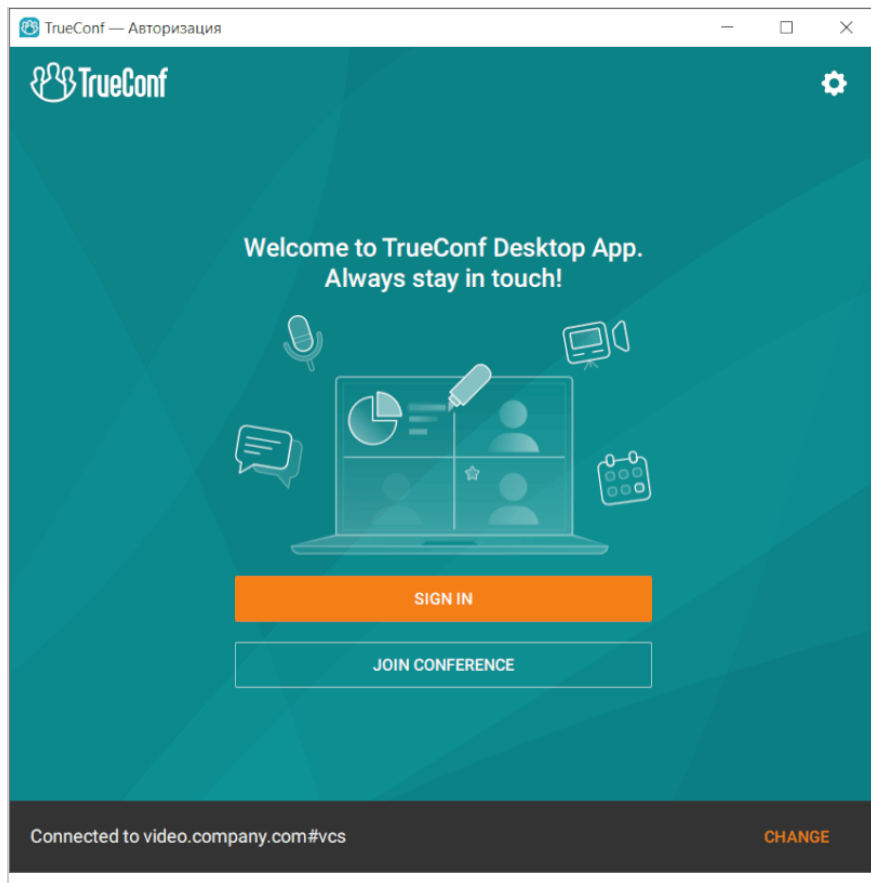 TrueConf — Авторизация
TrueConf
Welcome to TrueConf Desktop App.
Always stay in touch!
SIGN IN
JOIN CONFERENCE
Connected to video.company.com#vcs
CHANGE